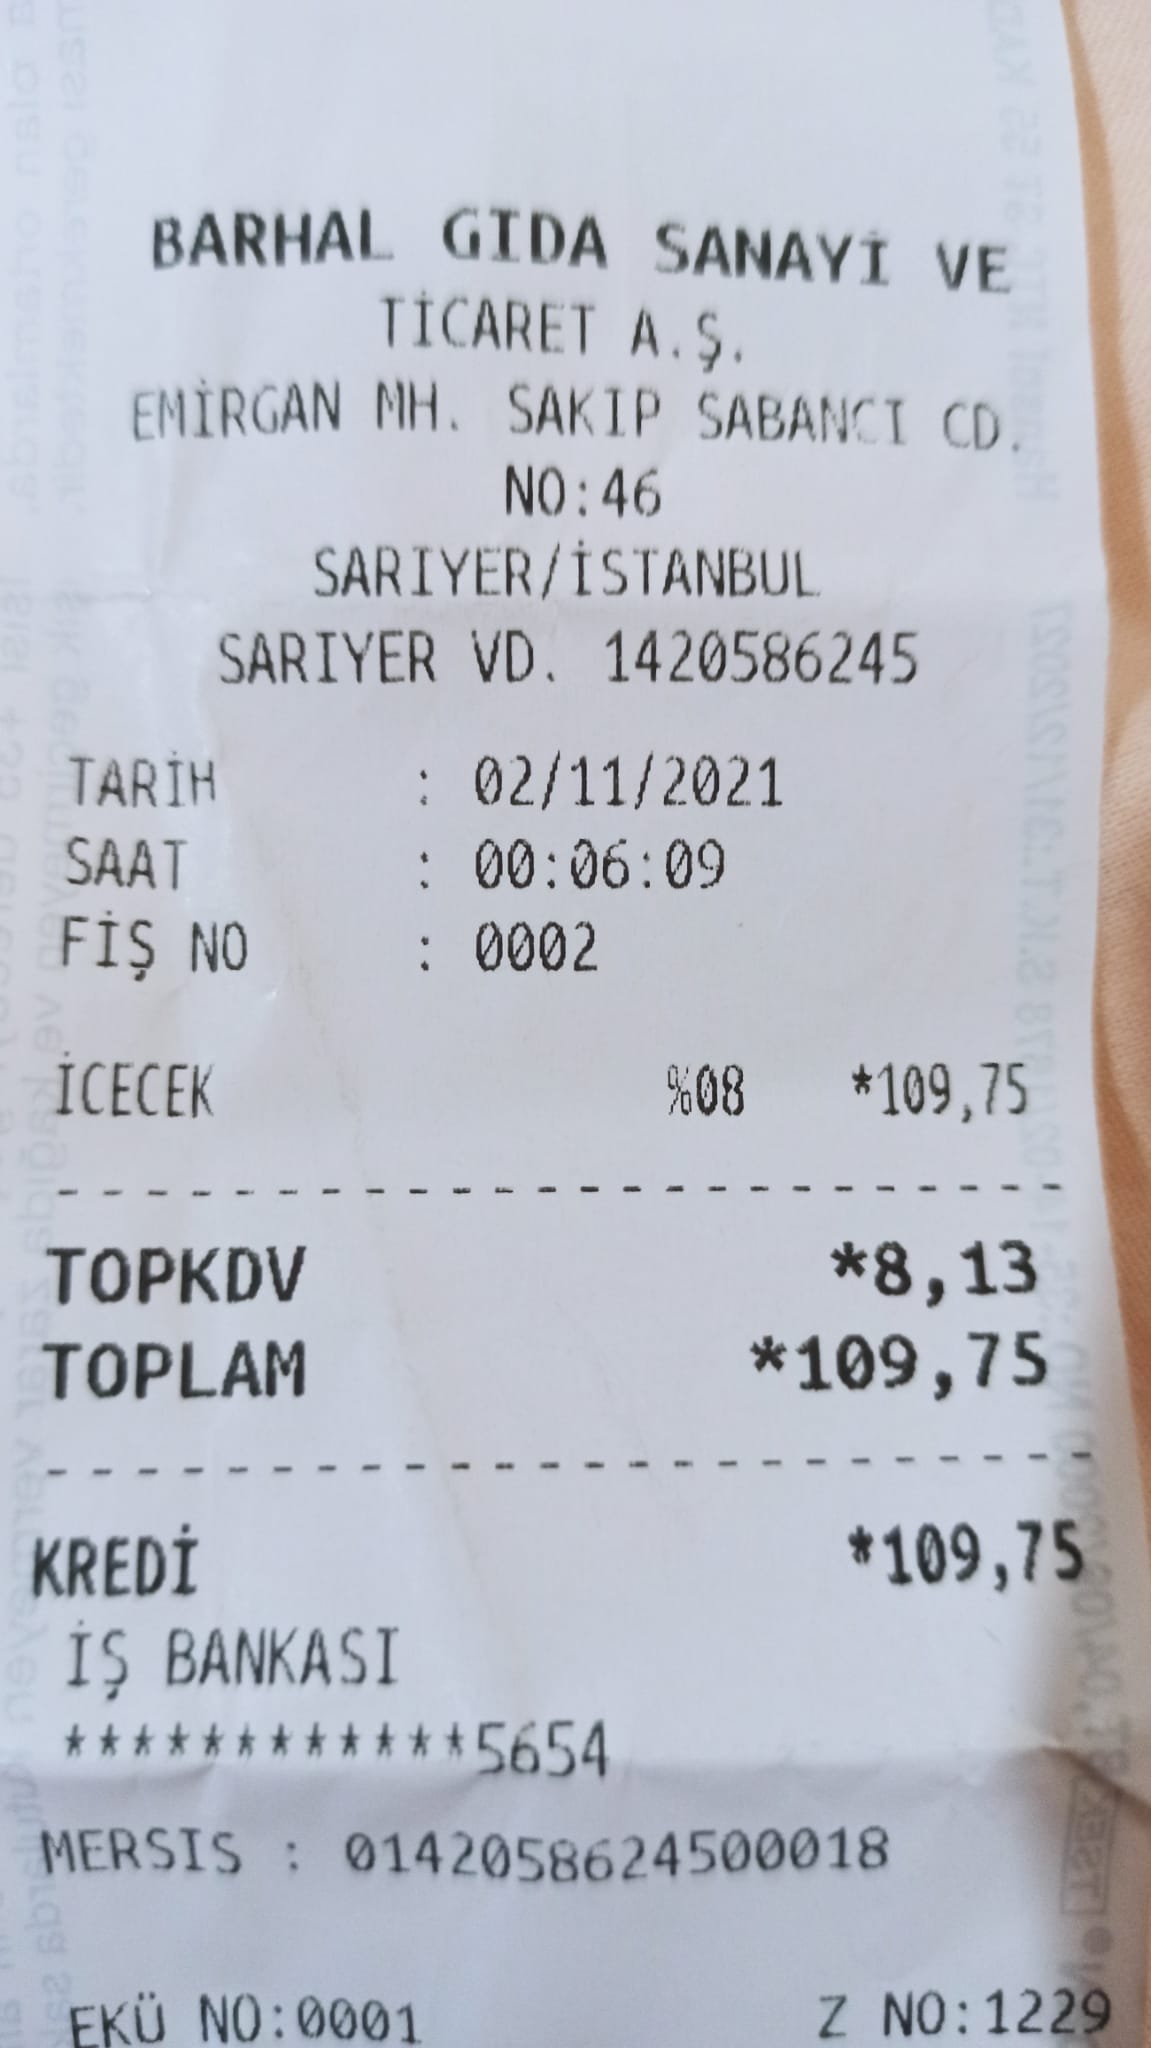 BARHAL GIDA SANAYİ VE
TİCARET A.Ş.
EMİRGAN MH. SAKIP SABANCI CD.
NO:46
SARIYER/İSTANBUL
SARIYER VD. 1420586245
TARİH : 02/11/2021
SAAT : 00:06:09
FİŞ NO : 0002
İCECEK %08 *109,75
TOPKDV *8,13
TOPLAM *109,75
KREDİ *109,75
İŞ BANKASI
************5654
MERSIS : 0142058624500018
EKÜ NO:0001 Z NO:1229